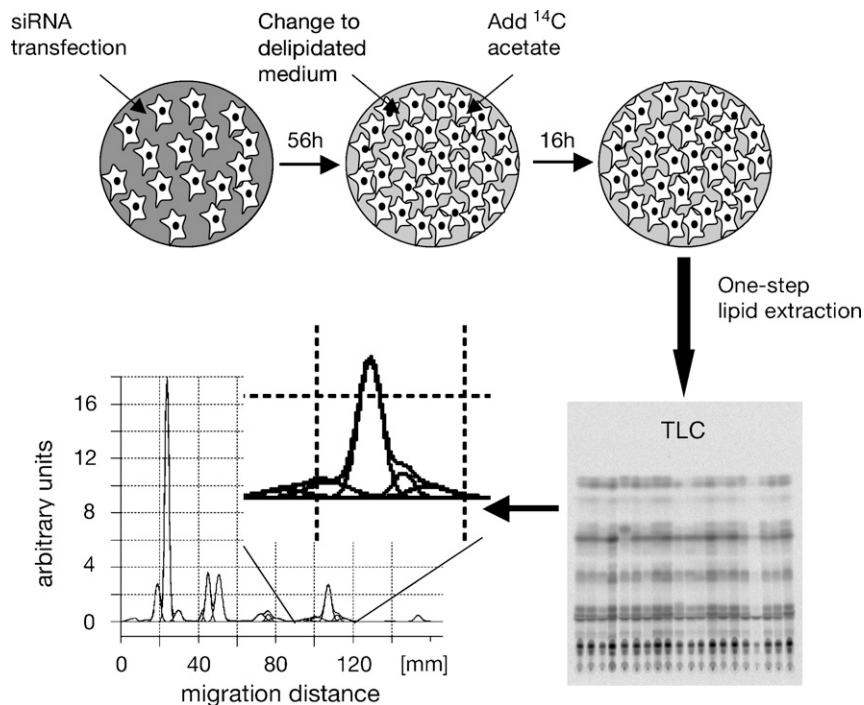 siRNA
transfection
Change to
delipidated
medium
Add ¹⁴C
acetate
56h
16h
One-step
lipid extraction
TLC
arbitrary units
16
12
8
4
0
0 40 80 120 [mm]
migration distance